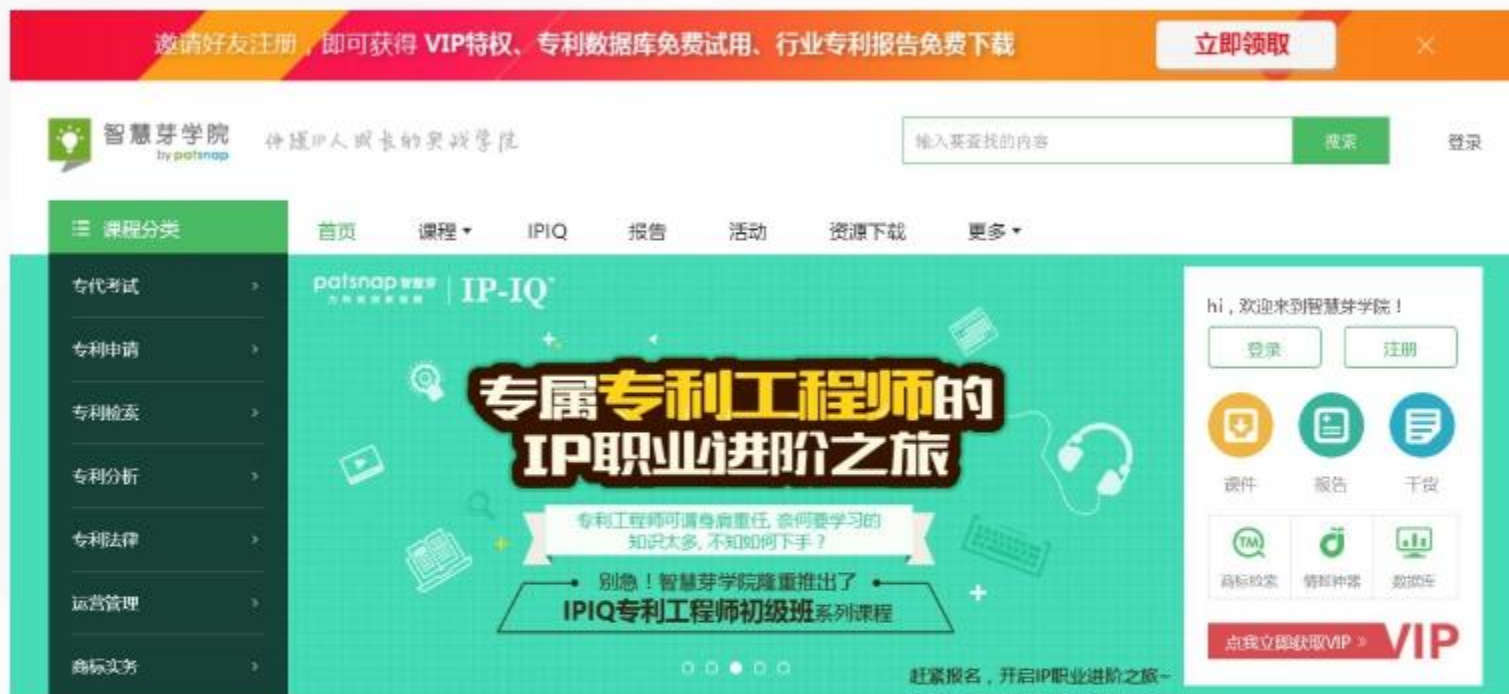 邀请好友注册，即可获得 VIP特权、专利数据库免费试用、行业专利报告免费下载
立即领取
智慧芽学院
by patsnap
伴随IP人成长的实战学院
输入要查找的内容
搜索
登录
课程分类
首页
课程
IPIQ
报告
活动
资源下载
更多
专代考试
专利申请
专利检索
专利分析
专利法律
运营管理
商标实务
patsnap 智慧芽
IP-IQ
专属专利工程师的
IP职业进阶之旅
专利工程师可谓身肩重任, 奈何要学习的
知识太多, 不知如何下手？
别急！智慧芽学院隆重推出了
IPIQ专利工程师初级班系列课程
赶紧报名，开启IP职业进阶之旅~
hi，欢迎来到智慧芽学院！
登录
注册
课件
报告
干货
TM
商标检索
情报神器
数据库
点我立即获取VIP »
VIP